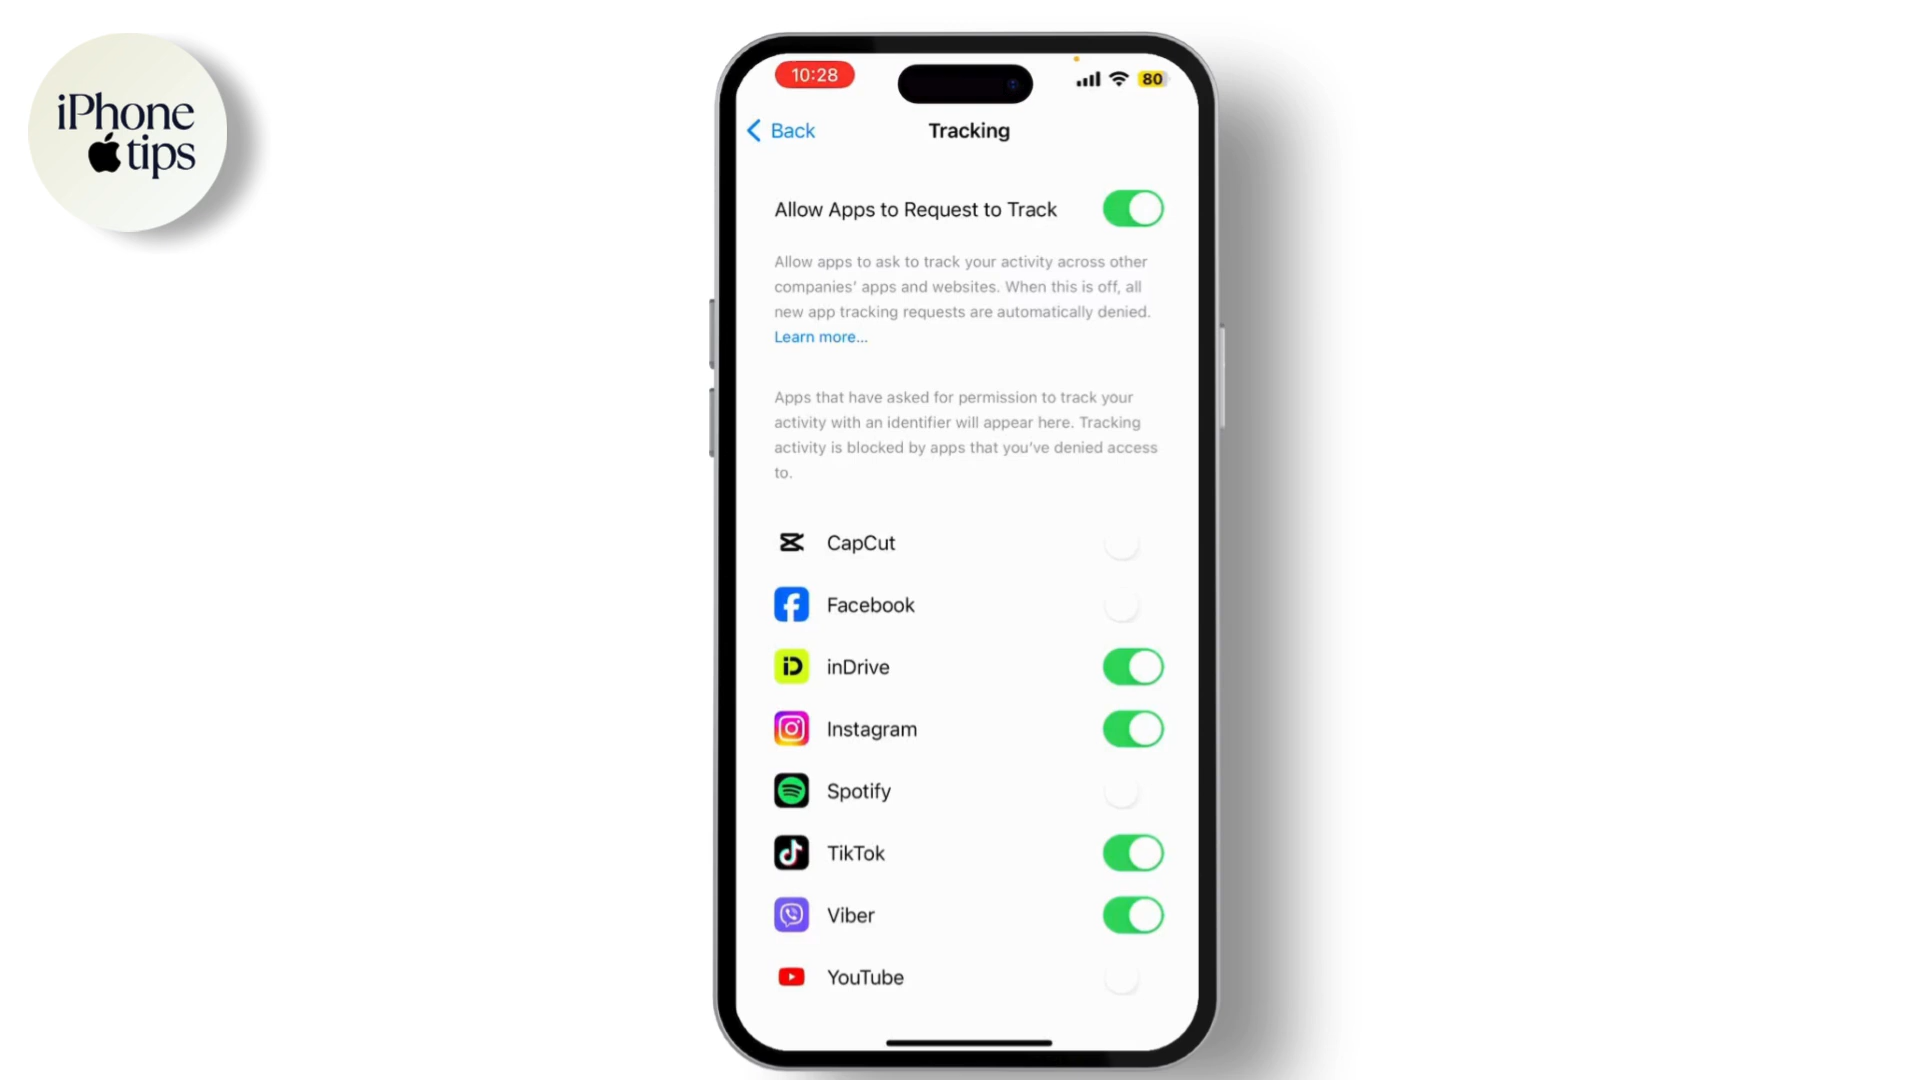 iPhone
tips
10:28
80
Back
Tracking
Allow Apps to Request to Track
Allow apps to ask to track your activity across other
companies' apps and websites. When this is off, all
new app tracking requests are automatically denied.
Learn more...
Apps that have asked for permission to track your
activity with an identifier will appear here. Tracking
activity is blocked by apps that you've denied access
to.
CapCut
Facebook
iD
inDrive
Instagram
Spotify
TikTok
Viber
YouTube